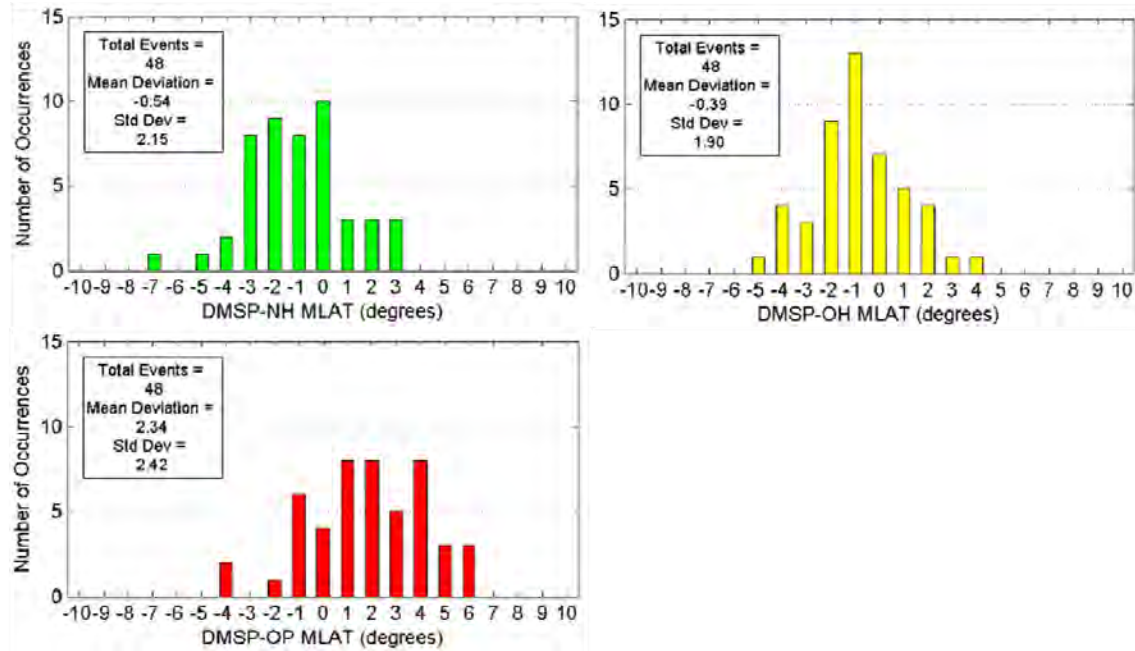 15
10
5
0
Number of Occurrences
Total Events =
48
Mean Deviation =
-0.54
Std Dev =
2.15
-10 -9 -8 -7 -6 -5 -4 -3 -2 -1 0 1 2 3 4 5 6 7 8 9 10
DMSP-NH MLAT (degrees)
15
10
5
0
Total Events =
48
Mean Deviation =
-0.39
Std Dev =
1.90
-10 -9 -8 -7 -6 -5 -4 -3 -2 -1 0 1 2 3 4 5 6 7 8 9 10
DMSP-OH MLAT (degrees)
15
10
5
0
Number of Occurrences
Total Events =
48
Mean Deviation =
2.34
Std Dev =
2.42
-10 -9 -8 -7 -6 -5 -4 -3 -2 -1 0 1 2 3 4 5 6 7 8 9 10
DMSP-OP MLAT (degrees)